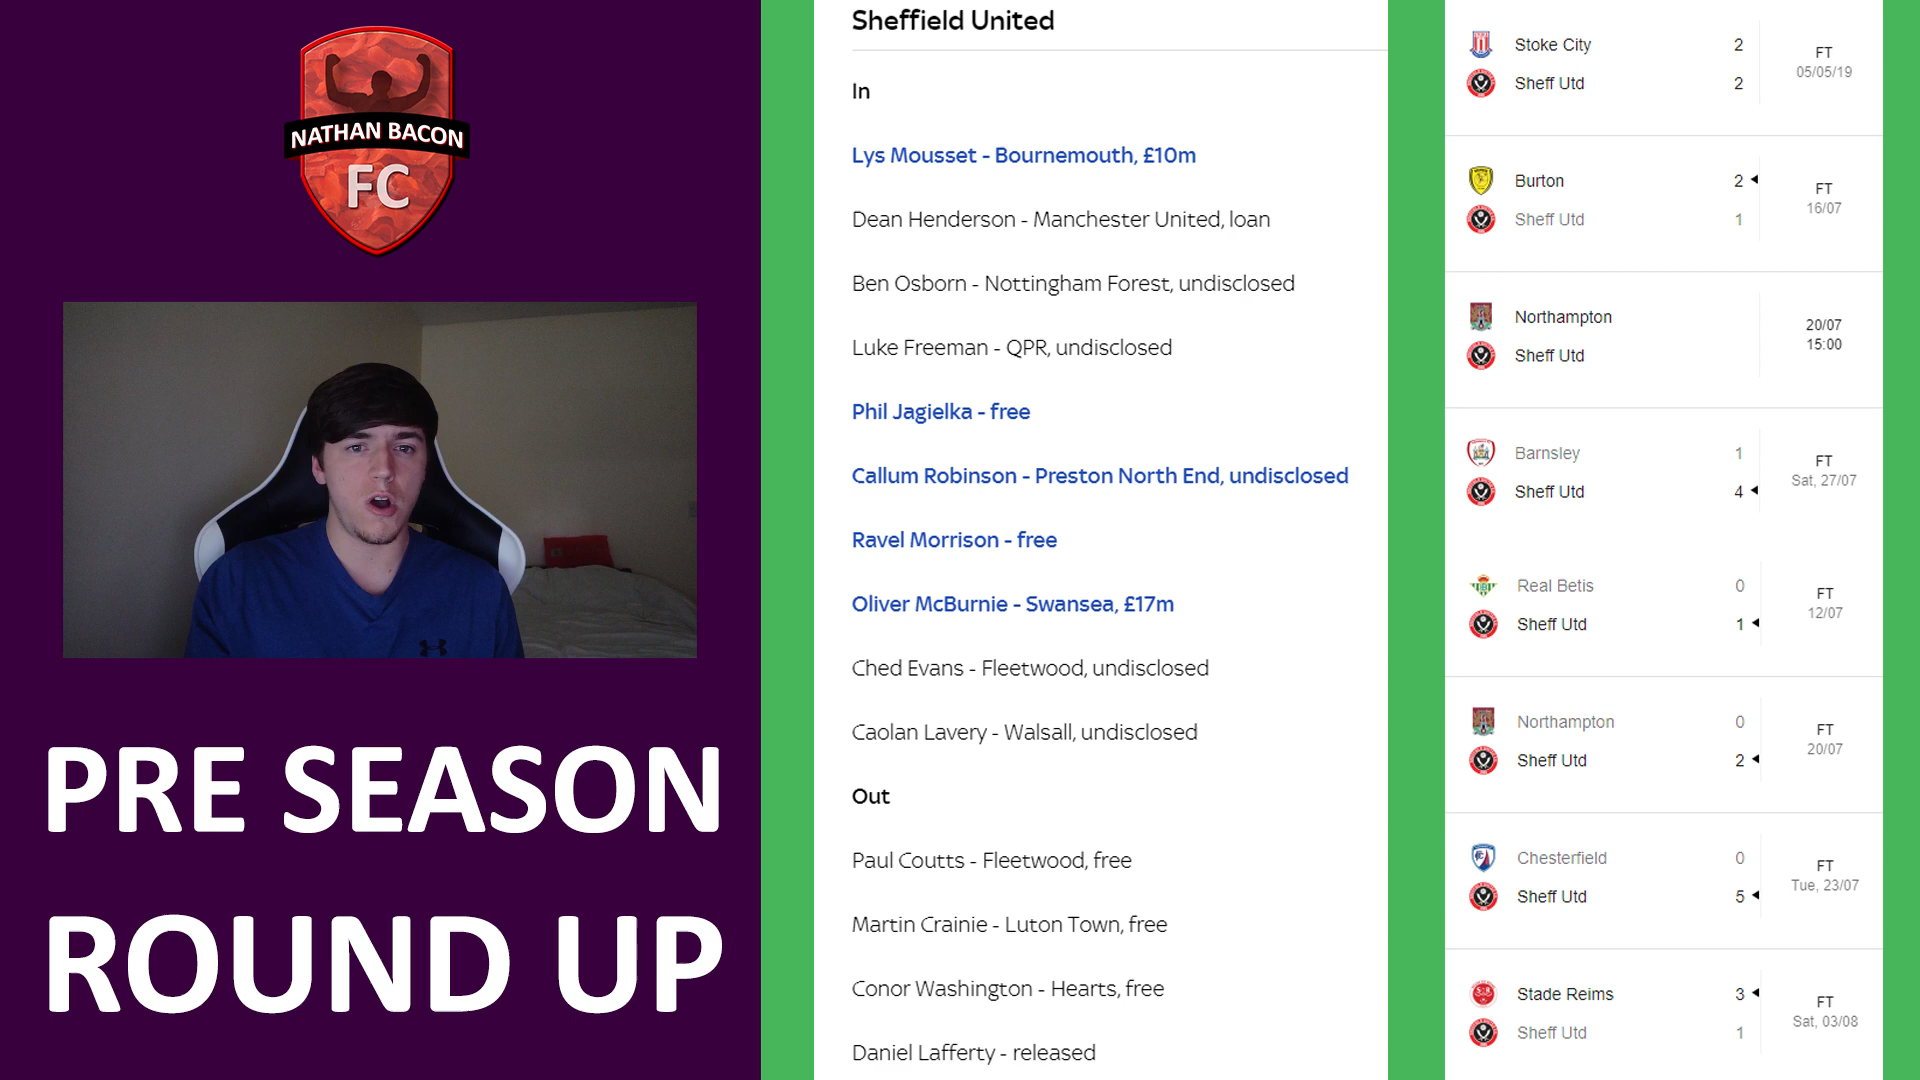 NATHAN BACON
FC
PRE SEASON
ROUND UP
Sheffield United
In
Lys Mousset - Bournemouth, £10m
Dean Henderson - Manchester United, loan
Ben Osborn - Nottingham Forest, undisclosed
Luke Freeman - QPR, undisclosed
Phil Jagielka - free
Callum Robinson - Preston North End, undisclosed
Ravel Morrison - free
Oliver McBurnie - Swansea, £17m
Ched Evans - Fleetwood, undisclosed
Caolan Lavery - Walsall, undisclosed
Out
Paul Coutts - Fleetwood, free
Martin Crainie - Luton Town, free
Conor Washington - Hearts, free
Daniel Lafferty - released
Stoke City 2
Sheff Utd 2
FT
05/05/19
Burton 2
Sheff Utd 1
FT
16/07
Northampton
Sheff Utd
20/07
15:00
Barnsley 1
Sheff Utd 4
FT
Sat, 27/07
Real Betis 0
Sheff Utd 1
FT
12/07
Northampton 0
Sheff Utd 2
FT
20/07
Chesterfield 0
Sheff Utd 5
FT
Tue, 23/07
Stade Reims 3
Sheff Utd 1
FT
Sat, 03/08